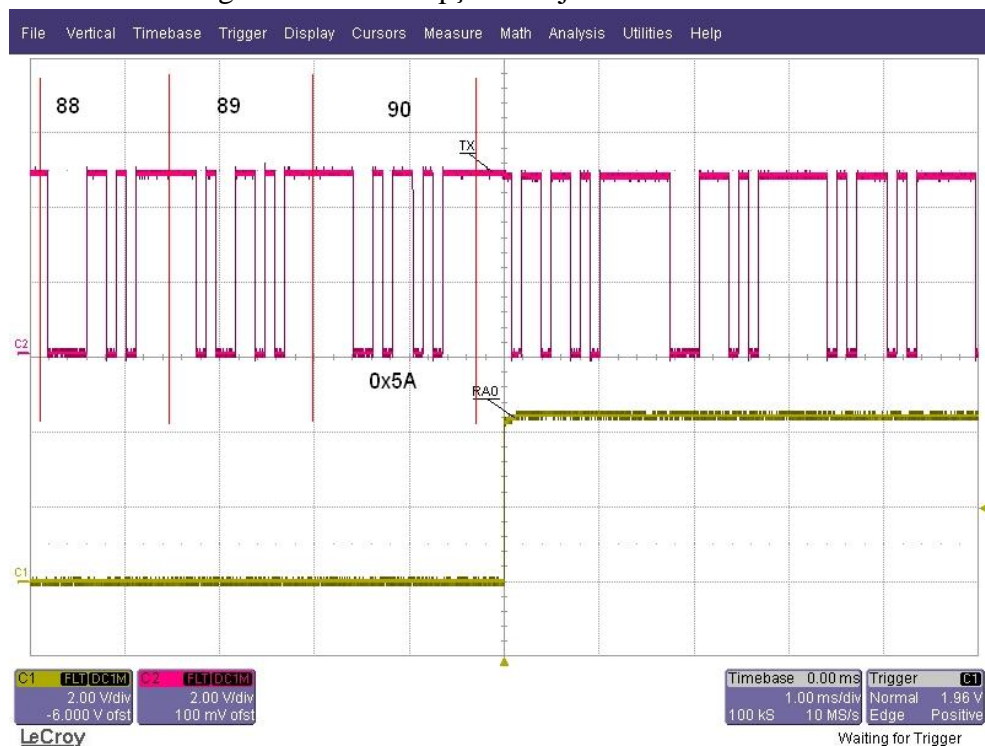 File Vertical Timebase Trigger Display Cursors Measure Math Analysis Utilities Help
88 89 90
TX
C2
0x5A
RA0
C1
C1 FLT DC1M
2.00 V/div
-6.000 V ofst
C2 FLT DC1M
2.00 V/div
100 mV ofst
Timebase 0.00 ms
1.00 ms/div
100 kS 10 MS/s
Trigger C1
Normal 1.96 V
Edge Positive
LeCroy
Waiting for Trigger